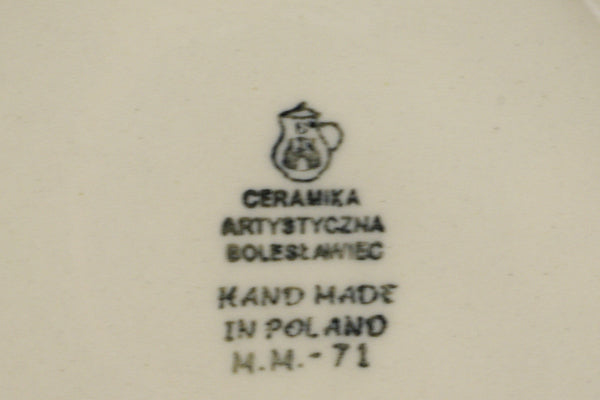 CERAMIKA
ARTYSTYCZNA
BOLESŁAWIEC
HAND MADE
IN POLAND
M.M.-71